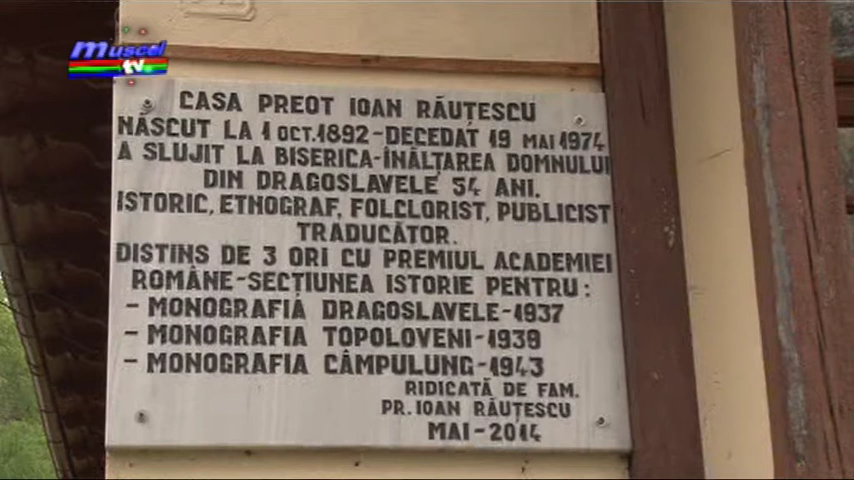 muscel
tv
CASA PREOT IOAN RĂUȚESCU
NĂSCUT LA 1 OCT.1892-DECEDAT 19 MAI 1974
A SLUJIT LA BISERICA-ÎNĂLȚAREA DOMNULUI
DIN DRAGOSLAVELE 54 ANI.
ISTORIC, ETNOGRAF, FOLCLORIST, PUBLICIST
TRADUCĂTOR.
DISTINS DE 3 ORI CU PREMIUL ACADEMIEI
ROMÂNE-SECȚIUNEA ISTORIE PENTRU:
- MONOGRAFIA DRAGOSLAVELE-1937
- MONOGRAFIA TOPOLOVENI-1939
- MONOGRAFIA CÂMPULUNG-1943
RIDICATĂ DE FAM.
PR. IOAN RĂUȚESCU
MAI-2014